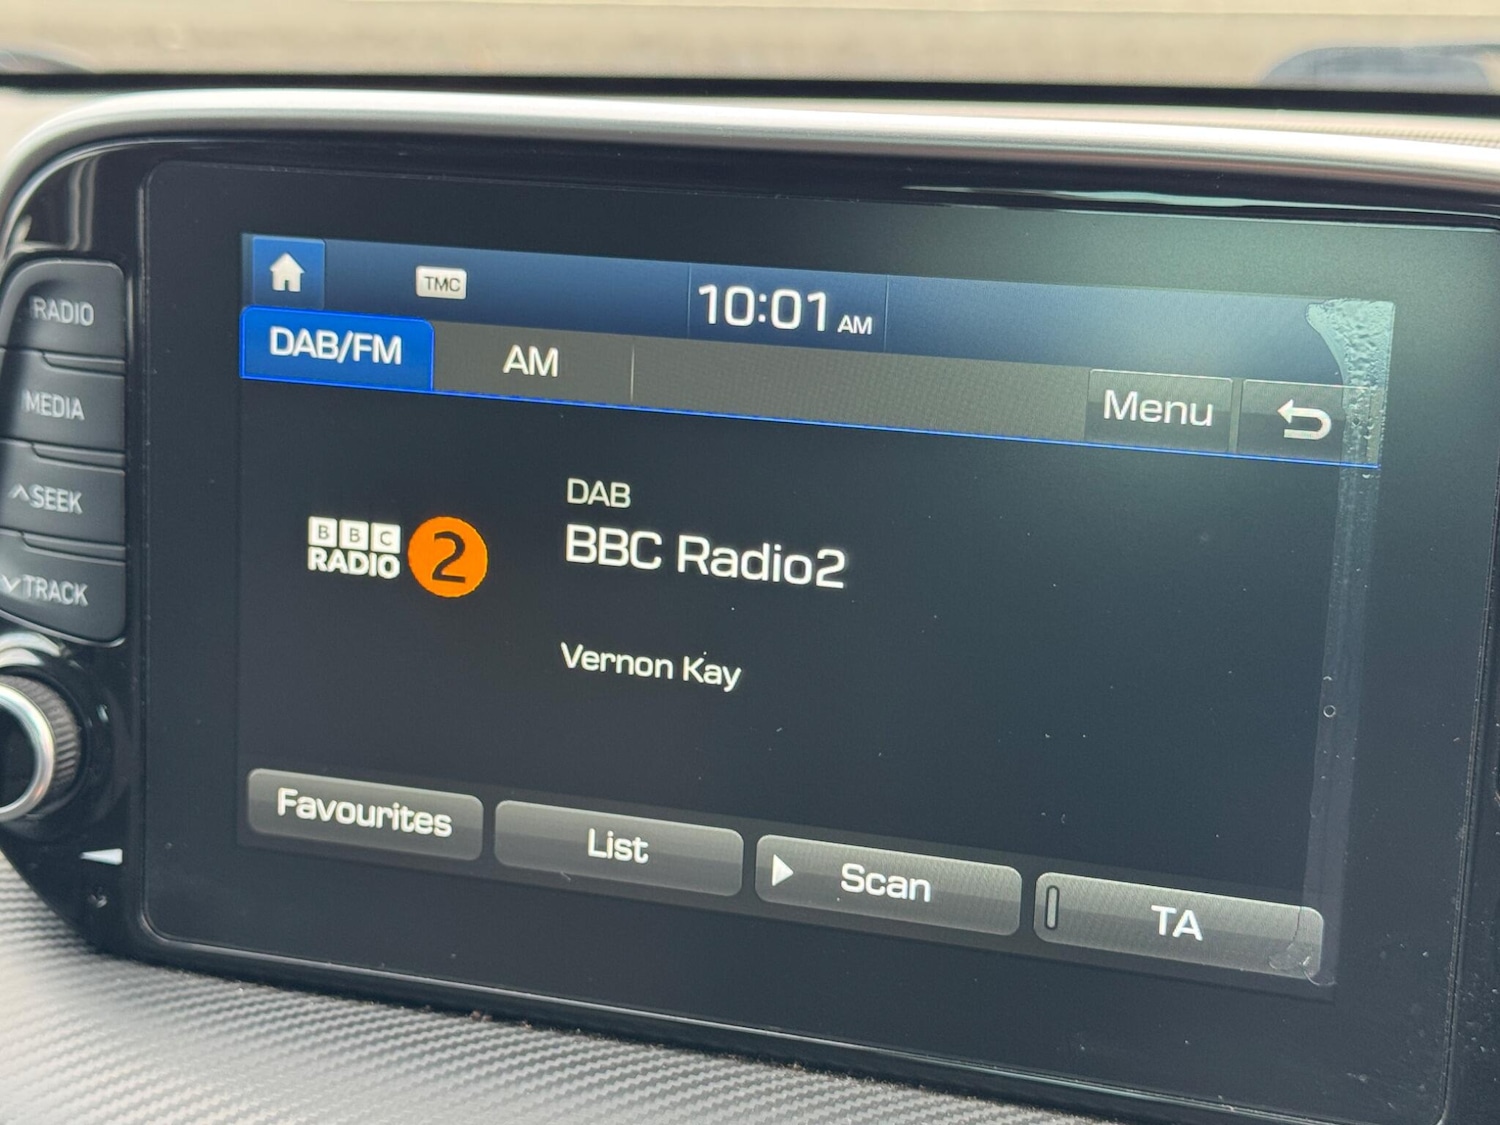 TMC
10:01 AM
DAB/FM
AM
Menu
RADIO
MEDIA
SEEK
TRACK
BBC
RADIO 2
DAB
BBC Radio2
Vernon Kay
Favourites
List
Scan
TA